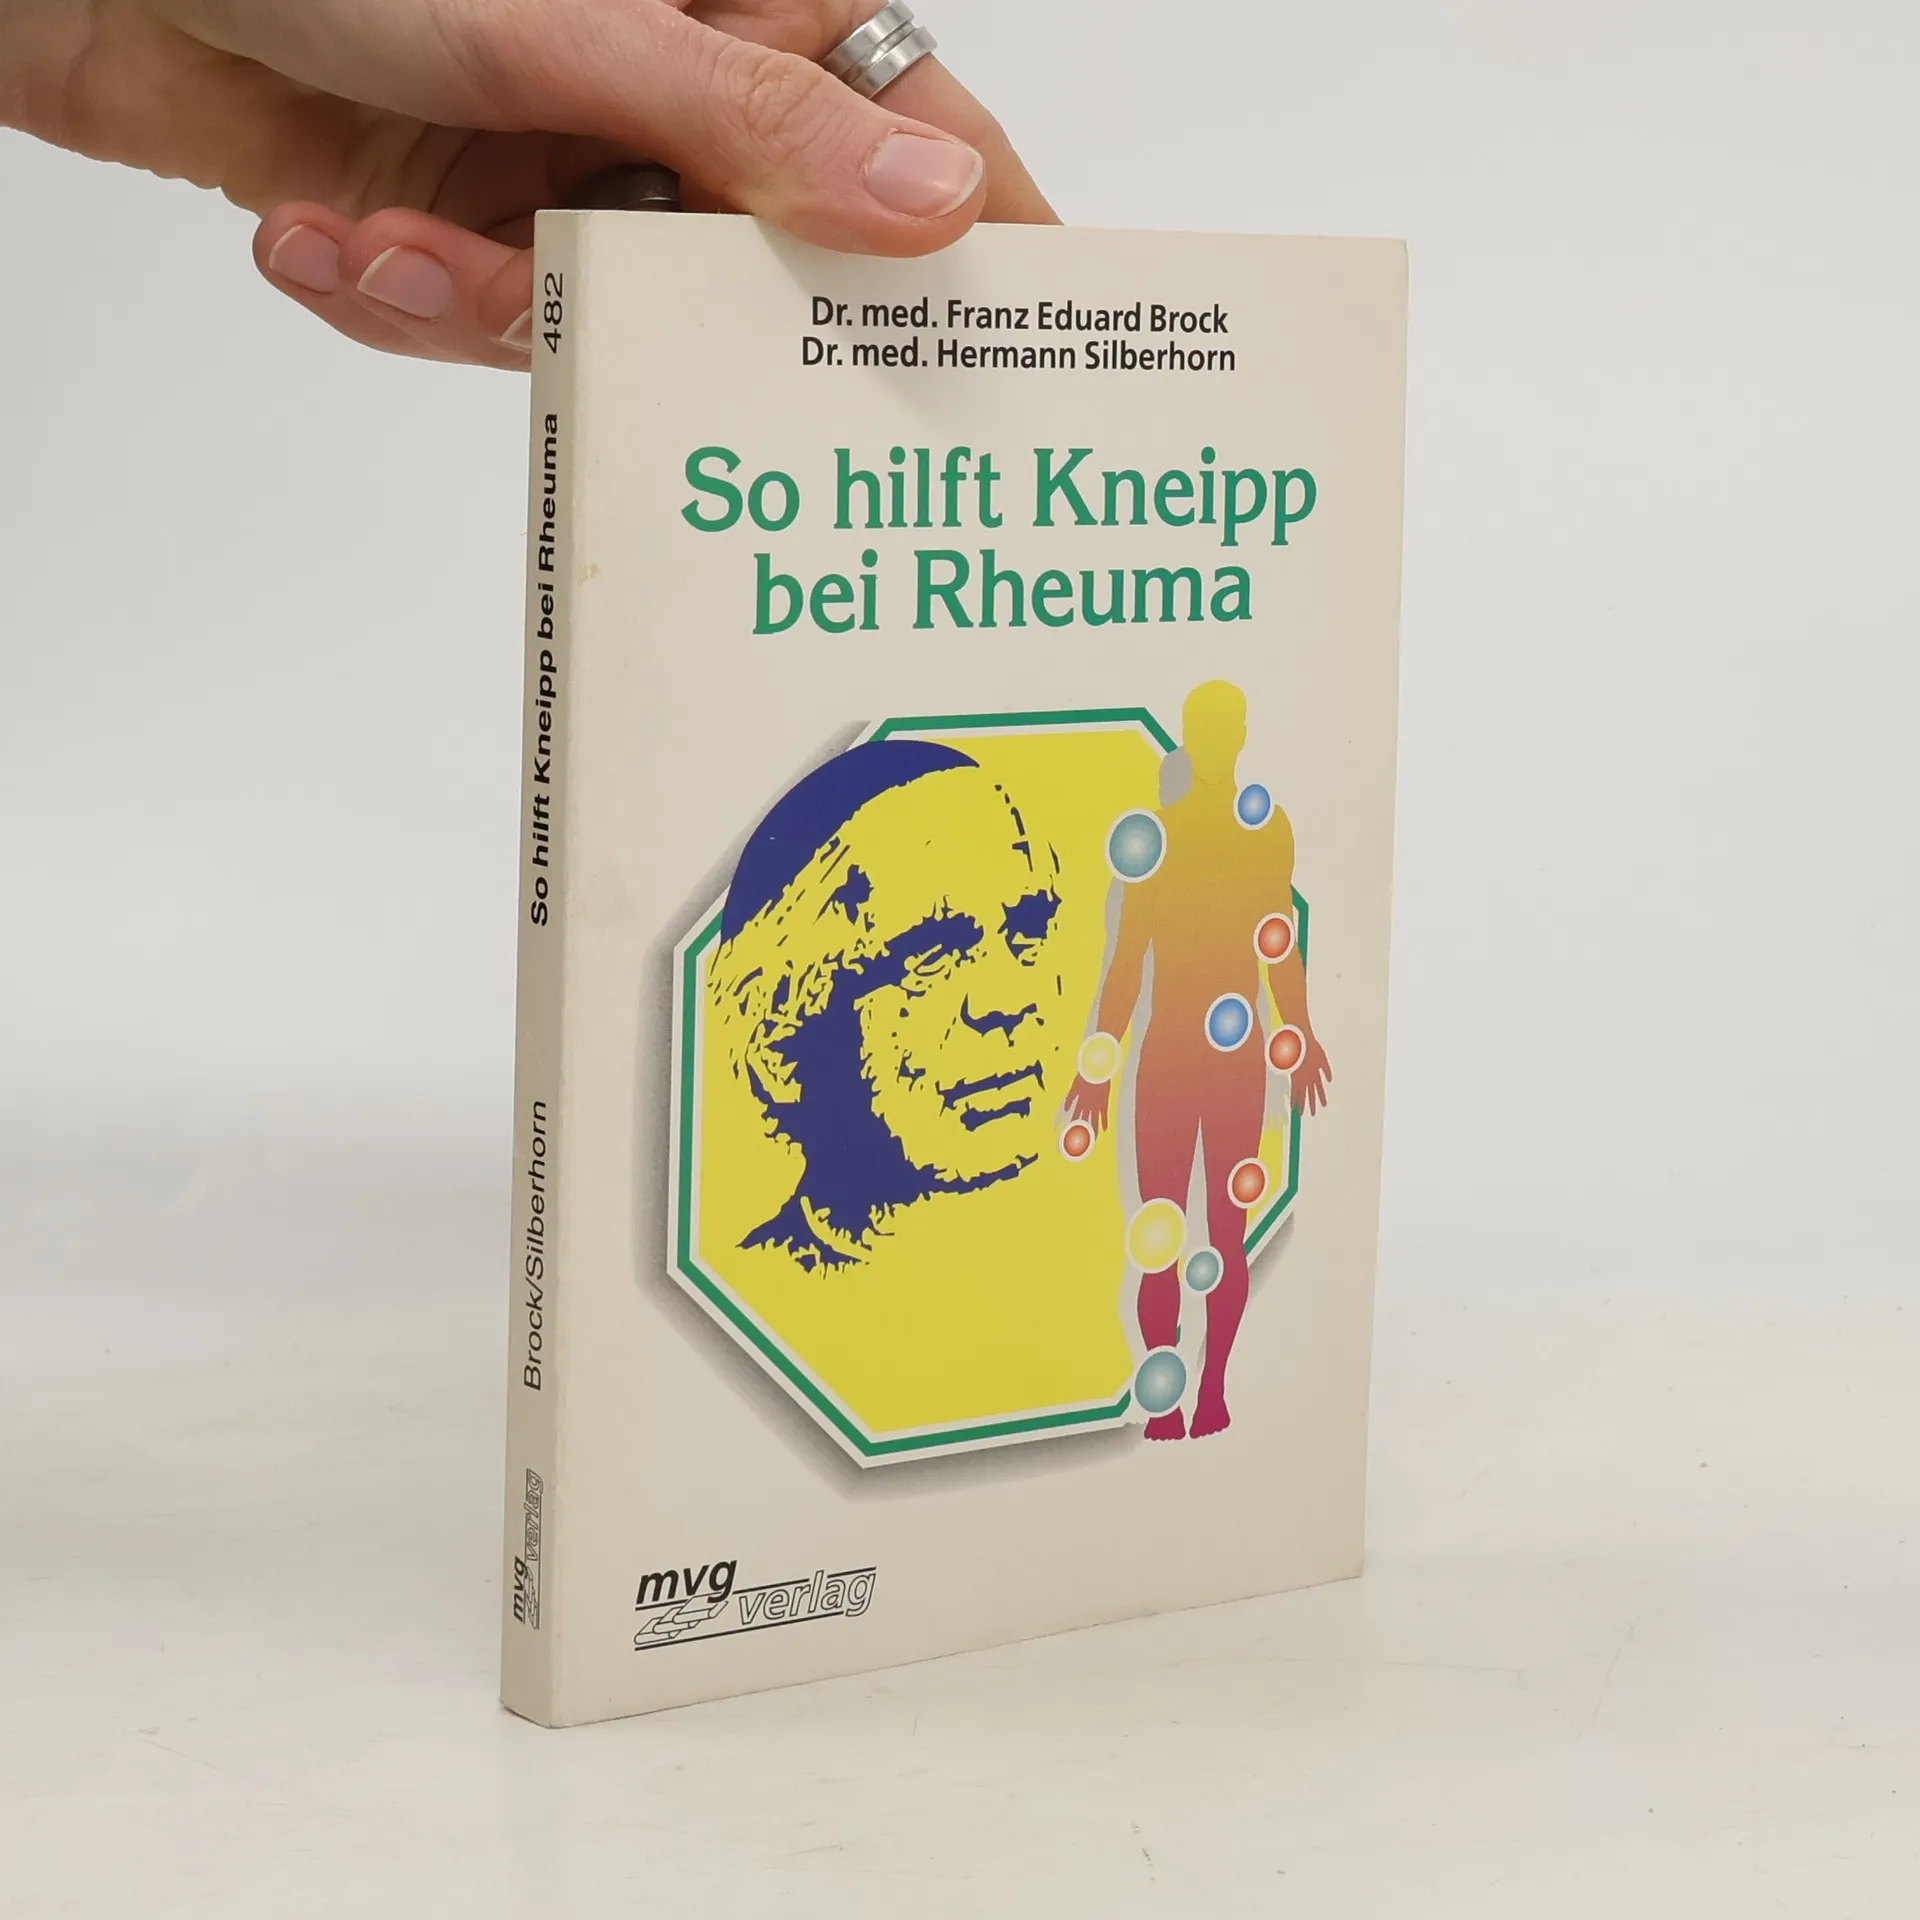 Dr. med. Franz Eduard Brock
Dr. med. Hermann Silberhorn
So hilft Kneipp
bei Rheuma
mvg verlag
Brock/Silberhorn So hilft Kneipp bei Rheuma 482
mvg verlag